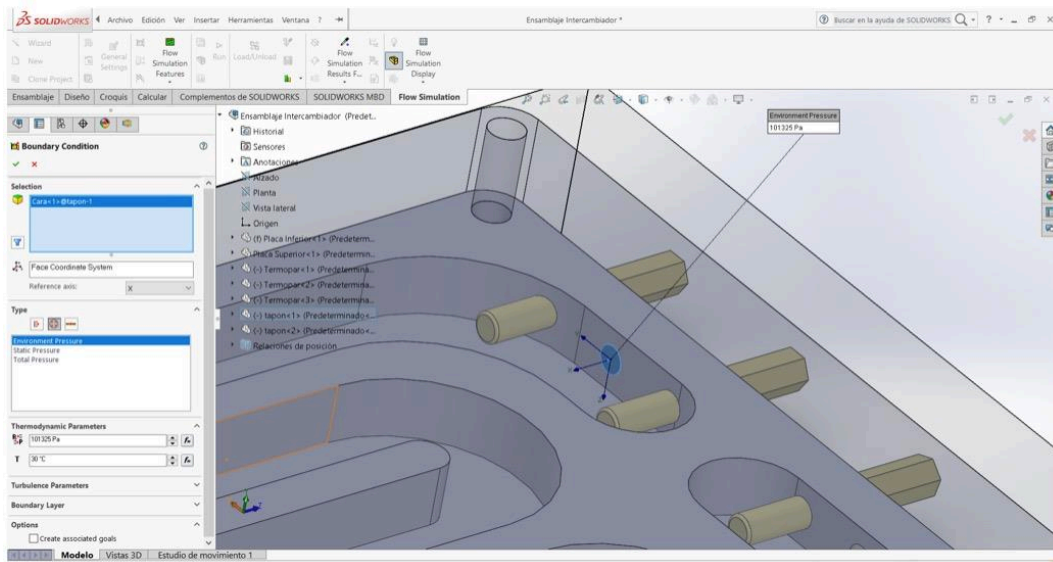 SOLIDWORKS
Archivo Edición Ver Insertar Herramientas Ventana ?
Ensamblaje Intercambiador *
Buscar en la ayuda de SOLIDWORKS
?
Wizard
New
Clone Project
General Settings
Flow Simulation Features
Run
Load/Unload
Flow Simulation Results F...
Flow Simulation Display
Ensamblaje Diseño Croquis Calcular Complementos de SOLIDWORKS SOLIDWORKS MBD Flow Simulation
Boundary Condition
Selection
Cara<1>@tapon-1
Face Coordinate System
Reference axis:
X
Type
Environment Pressure
Static Pressure
Total Pressure
Thermodynamic Parameters
P
101325 Pa
T
30 °C
Turbulence Parameters
Boundary Layer
Options
Create associated goals
Ensamblaje Intercambiador (Predet...
Historial
Sensores
Anotaciones
Alzado
Planta
Vista lateral
Origen
(f) Placa Inferior<1> (Predeterm...
Placa Superior<1> (Predetermin...
(-) Termopar<1> (Predetermina...
(-) Termopar<2> (Predetermina...
(-) Termopar<3> (Predetermina...
(-) tapon<1> (Predeterminado<...
(-) tapon<2> (Predeterminado<...
Relaciones de posición
Environment Pressure
101325 Pa
Modelo Vistas 3D Estudio de movimiento 1